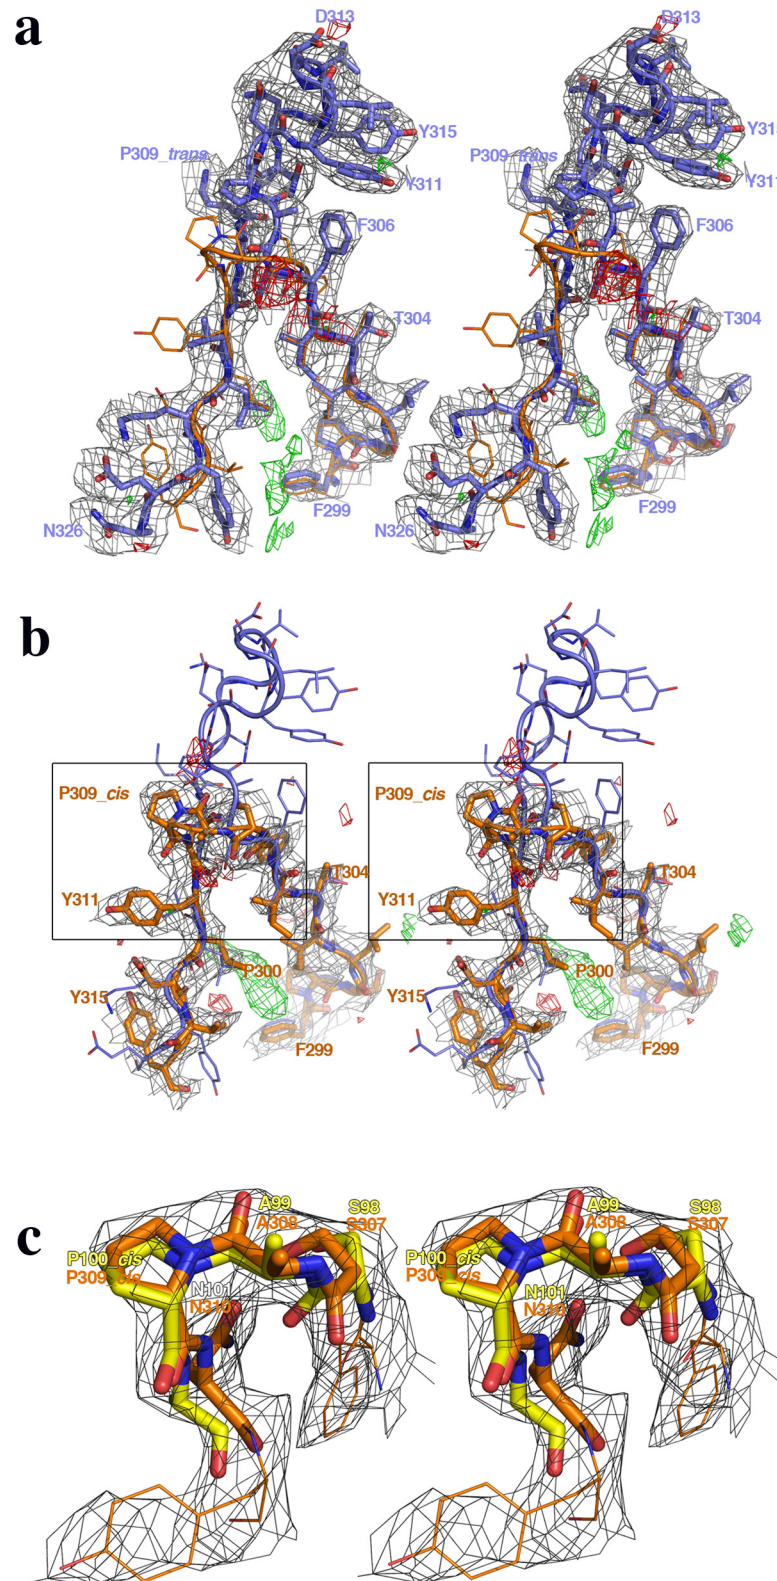 a
D313 D313
Y315 Y315
P309_trans P309_trans
Y311 Y311
F306 F306
T304 T304
F299 F299
N326 N326
b
P309_cis P309_cis
T304 T304
Y311 Y311
P300 P300
Y315 Y315
F299 F299
c
A99 S98 A99 S98
A308 S307 A308 S307
P100_cis P100_cis
P309_cis P309_cis
N101 N101
N310 N310